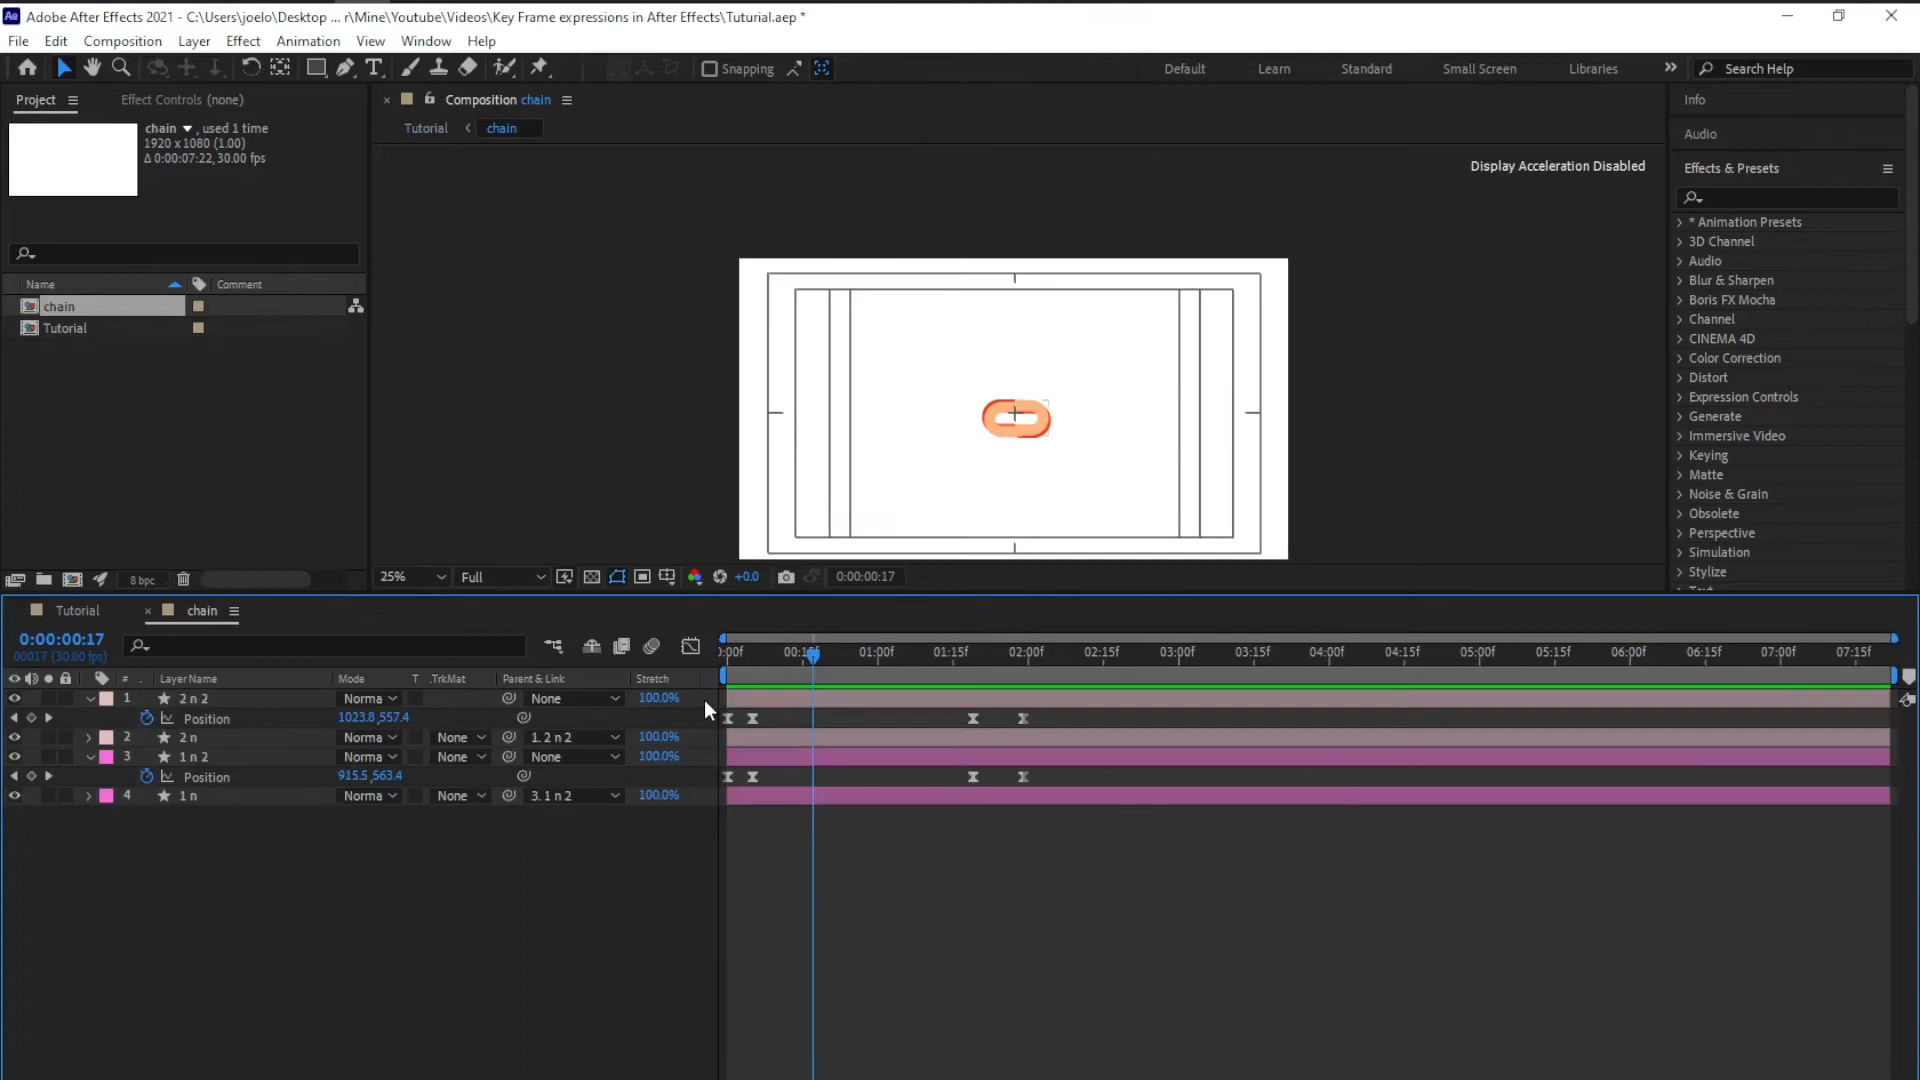 Adobe After Effects 2021 - C:\Users\joelo\Desktop ... r\Mine\Youtube\Videos\Key Frame expressions in After Effects\Tuturial.aep *
File Edit Composition Layer Effect Animation View Window Help
Snapping Default Learn Standard Small Screen Libraries Search Help
Project Effect Controls (none)
chain , used 1 time
1920 x 1080 (1.00)
Δ 0:00:07:22, 30.00 fps
Name Comment
chain
Tutorial
8 bpc
Composition chain
Tutorial chain
Display Acceleration Disabled
25% Full +0.0 0:00:00:17
Info
Audio
Effects & Presets
* Animation Presets
3D Channel
Audio
Blur & Sharpen
Boris FX Mocha
Channel
CINEMA 4D
Color Correction
Distort
Expression Controls
Generate
Immersive Video
Keying
Matte
Noise & Grain
Obsolete
Perspective
Simulation
Stylize
Tutorial chain
0:00:00:17
00017 (30.00 fps)
01:00f 01:15f 02:00f 02:15f 03:00f 03:15f 04:00f 04:15f 05:00f 05:15f 06:00f 06:15f 07:00f 07:15f
# Layer Name Mode T .TrkMat Parent & Link Stretch
1 2 n 2 Norma None 100.0%
Position 1023.8,557.4
2 2 n Norma None 1. 2 n 2 100.0%
3 1 n 2 Norma None None 100.0%
Position 915.5,563.4
4 1 n Norma None 3. 1 n 2 100.0%